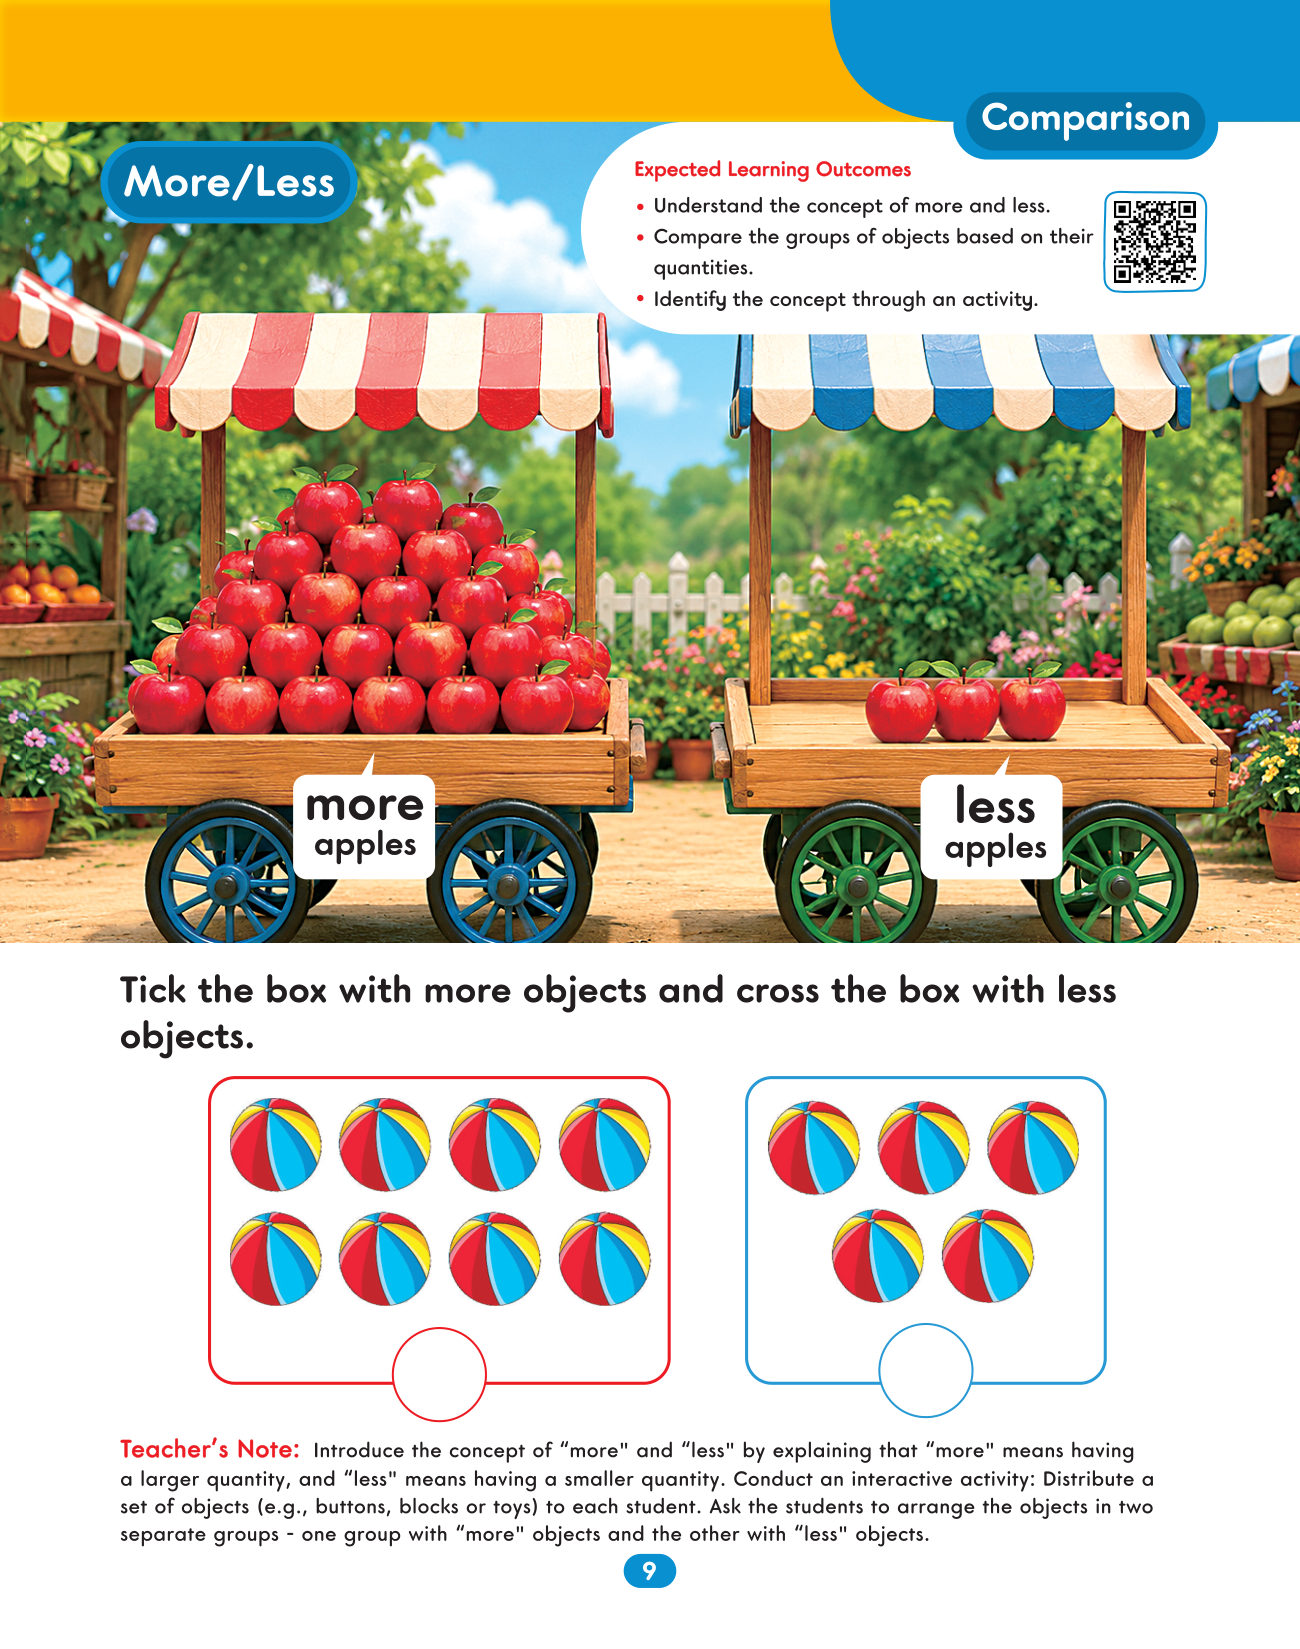 Comparison
More/Less
Expected Learning Outcomes
• Understand the concept of more and less.
• Compare the groups of objects based on their
quantities.
• Identify the concept through an activity.
more
apples
less
apples
Tick the box with more objects and cross the box with less
objects.
Teacher’s Note: Introduce the concept of “more" and “less" by explaining that “more" means having
a larger quantity, and “less" means having a smaller quantity. Conduct an interactive activity: Distribute a
set of objects (e.g., buttons, blocks or toys) to each student. Ask the students to arrange the objects in two
separate groups - one group with “more" objects and the other with “less" objects.
9